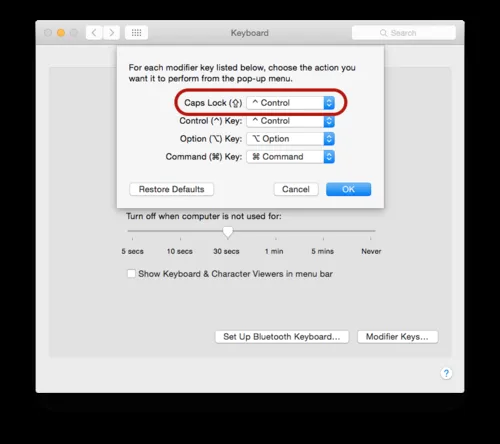 Keyboard
Search
For each modifier key listed below, choose the action you
want it to perform from the pop-up menu.
Caps Lock (⇪) ^ Control
Control (^) Key: ^ Control
Option (⌥) Key: ⌥ Option
Command (⌘) Key: ⌘ Command
Restore Defaults Cancel OK
Turn off when computer is not used for:
5 secs 10 secs 30 secs 1 min 5 mins Never
Show Keyboard & Character Viewers in menu bar
Set Up Bluetooth Keyboard... Modifier Keys...
?